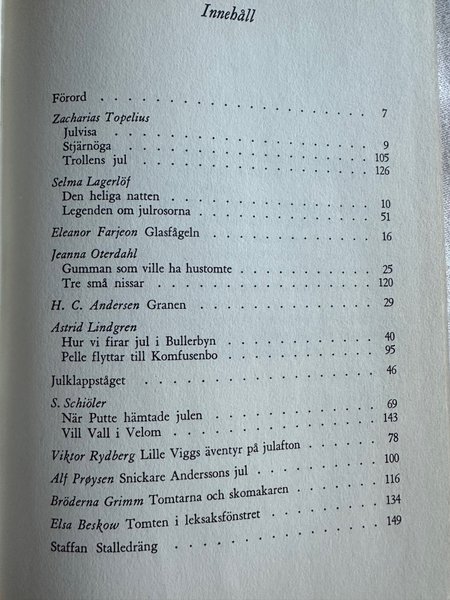 Innehåll
Förord . . . . . . . . . . . . . . . . 7
Zacharias Topelius
Julvisa . . . . . . . . . . . . . . . . 9
Stjärnöga . . . . . . . . . . . . . . . 105
Trollens jul . . . . . . . . . . . . . . 126
Selma Lagerlöf
Den heliga natten . . . . . . . . . . . . 10
Legenden om julrosorna . . . . . . . . . 51
Eleanor Farjeon Glasfågeln . . . . . . . . 16
Jeanna Oterdahl
Gumman som ville ha hustomte . . . . . . 25
Tre små nissar . . . . . . . . . . . . . 120
H. C. Andersen Granen . . . . . . . . . . 29
Astrid Lindgren
Hur vi firar jul i Bullerbyn . . . . . . . . 40
Pelle flyttar till Komfusenbo . . . . . . . 95
Julklappståget . . . . . . . . . . . . . . 46
S. Schiöler
När Putte hämtade julen . . . . . . . . . 69
Vill Vall i Velom . . . . . . . . . . . . 143
Viktor Rydberg Lille Viggs äventyr på julafton . . . 78
Alf Prøysen Snickare Anderssons jul . . . . . . 100
Bröderna Grimm Tomtarna och skomakaren . . . . 116
Elsa Beskow Tomten i leksaksfönstret . . . . . . 134
Staffan Stalledräng . . . . . . . . . . . . 149